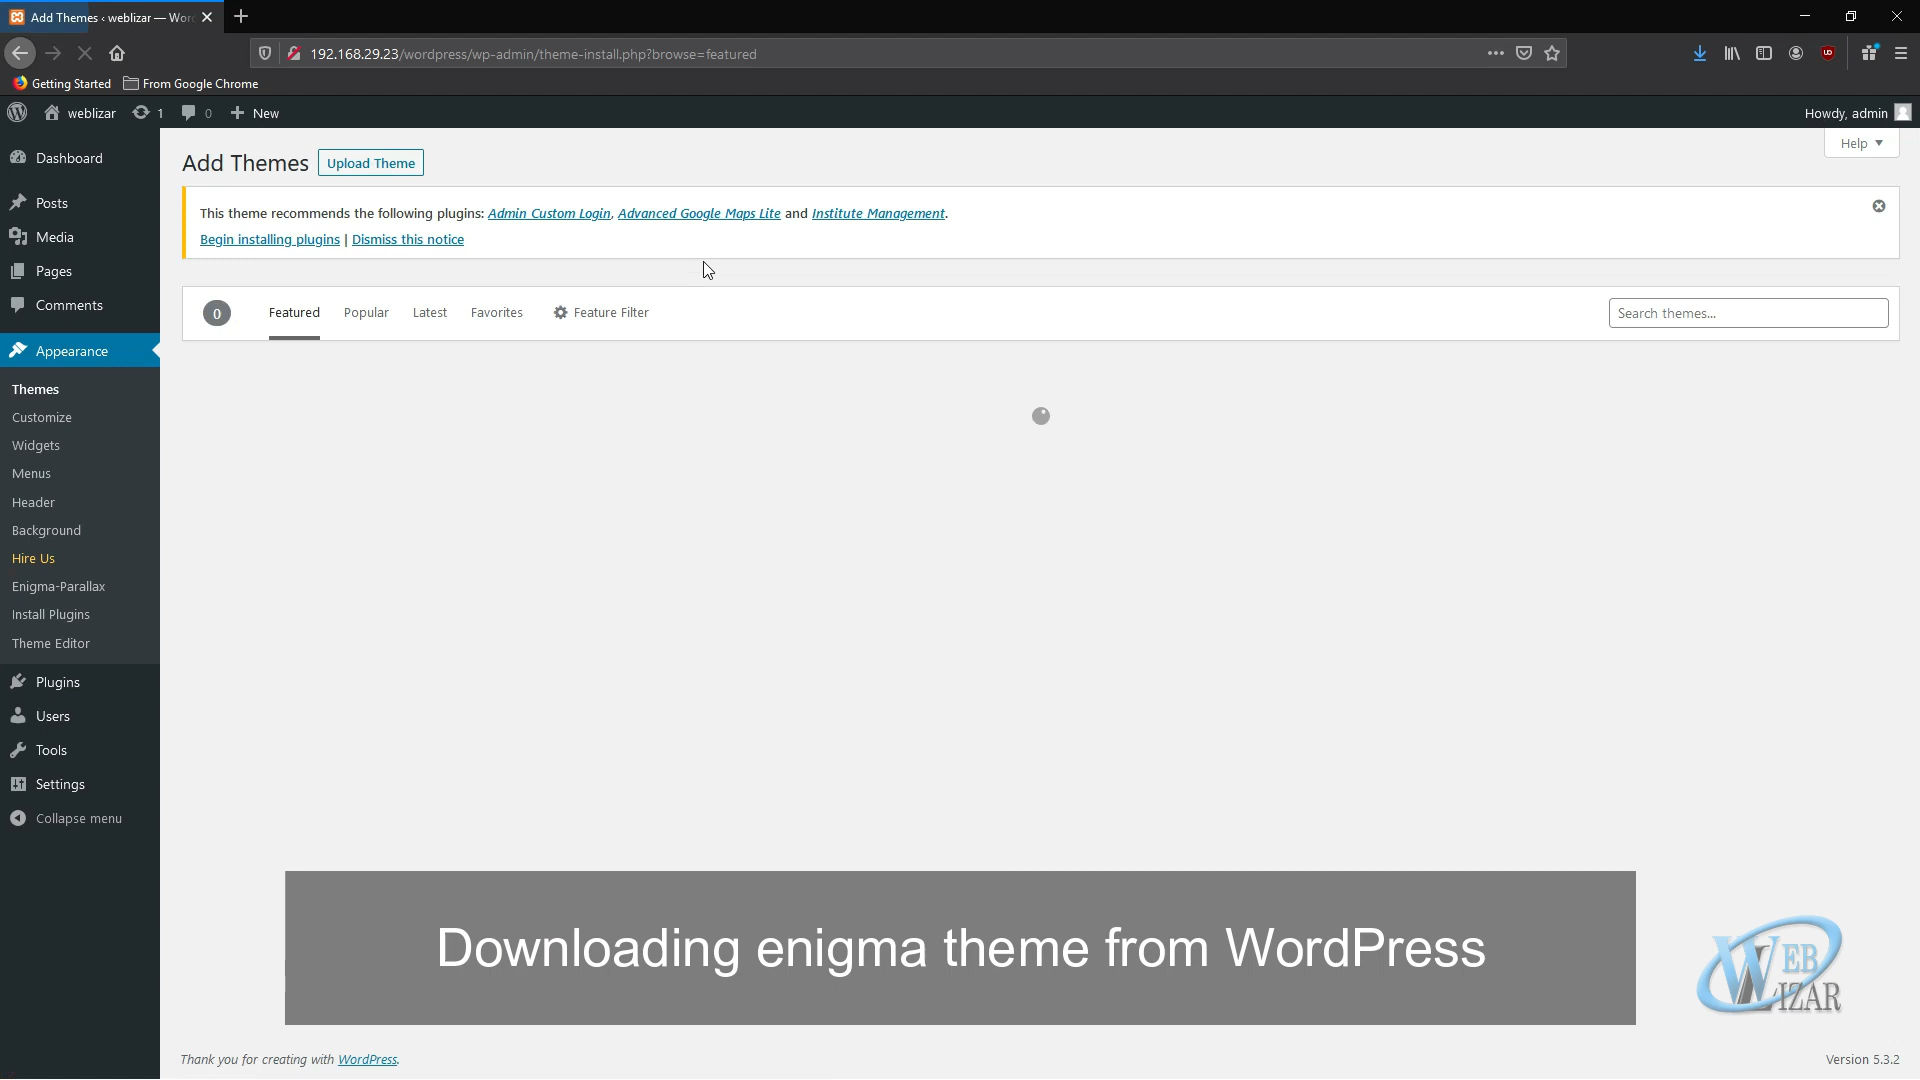 Add Themes ‹ weblizar — Wor
192.168.29.23/wordpress/wp-admin/theme-install.php?browse=featured
Getting Started
From Google Chrome
weblizar
1
0
New
Howdy, admin
Help
Dashboard
Posts
Media
Pages
Comments
Appearance
Themes
Customize
Widgets
Menus
Header
Background
Hire Us
Enigma-Parallax
Install Plugins
Theme Editor
Plugins
Users
Tools
Settings
Collapse menu
Add Themes
Upload Theme
This theme recommends the following plugins: Admin Custom Login, Advanced Google Maps Lite and Institute Management.
Begin installing plugins | Dismiss this notice
0
Featured
Popular
Latest
Favorites
Feature Filter
Search themes...
Downloading enigma theme from WordPress
WEB
WIZAR
Thank you for creating with WordPress.
Version 5.3.2